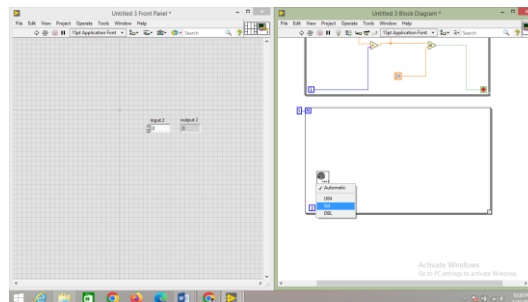 Untitled 3 Front Panel *
File Edit View Project Operate Tools Window Help
15pt Application Font
Search
input 2
0
output 2
0
Untitled 3 Block Diagram *
File Edit View Project Operate Tools Window Help
15pt Application Font
Search
i
N
Automatic
U64
I64
DBL
i
Activate Windows
Go to PC settings to activate Windows.